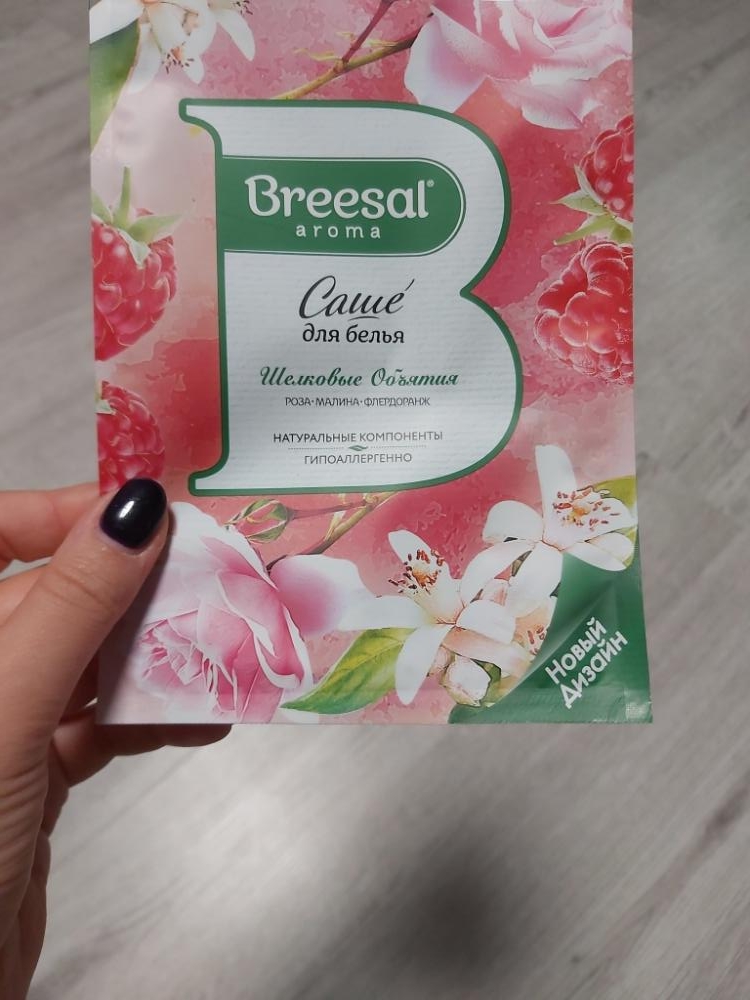 Breesal®
aroma
Саше́
для белья
Шелковые Объятия
РОЗА•МАЛИНА•ФЛЕРДОРАНЖ
НАТУРАЛЬНЫЕ КОМПОНЕНТЫ
ГИПОАЛЛЕРГЕННО
Новый
Дизайн